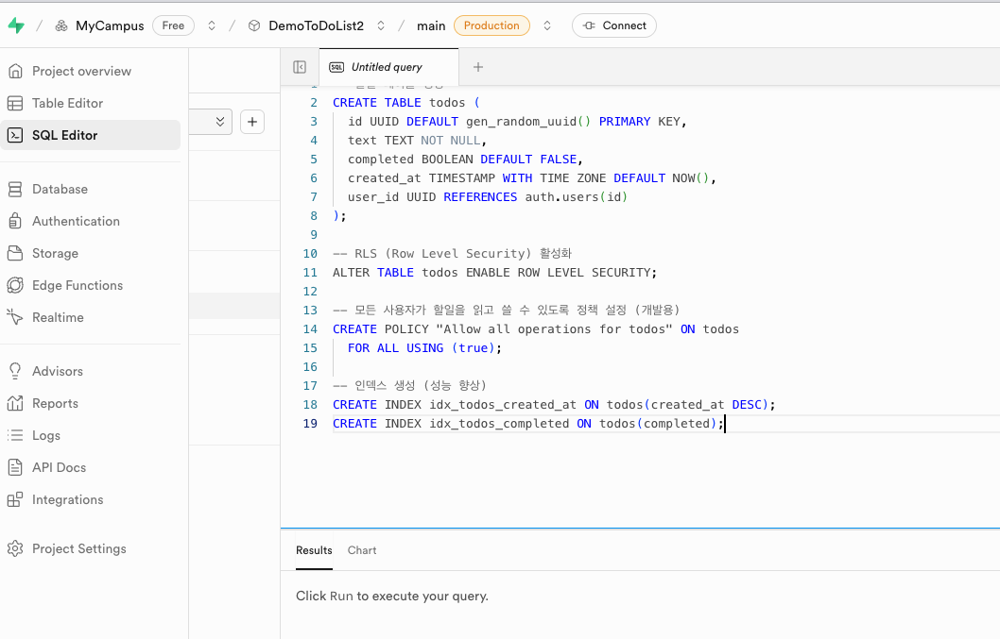 / MyCampus Free / DemoToDoList2 / main Production Connect
Project overview
Table Editor
SQL Editor
Database
Authentication
Storage
Edge Functions
Realtime
Advisors
Reports
Logs
API Docs
Integrations
Project Settings
SQL Untitled query
1
2 CREATE TABLE todos (
3 id UUID DEFAULT gen_random_uuid() PRIMARY KEY,
4 text TEXT NOT NULL,
5 completed BOOLEAN DEFAULT FALSE,
6 created_at TIMESTAMP WITH TIME ZONE DEFAULT NOW(),
7 user_id UUID REFERENCES auth.users(id)
8 );
9
10 -- RLS (Row Level Security) 활성화
11 ALTER TABLE todos ENABLE ROW LEVEL SECURITY;
12
13 -- 모든 사용자가 할일을 읽고 쓸 수 있도록 정책 설정 (개발용)
14 CREATE POLICY "Allow all operations for todos" ON todos
15 FOR ALL USING (true);
16
17 -- 인덱스 생성 (성능 향상)
18 CREATE INDEX idx_todos_created_at ON todos(created_at DESC);
19 CREATE INDEX idx_todos_completed ON todos(completed);
Results Chart
Click Run to execute your query.